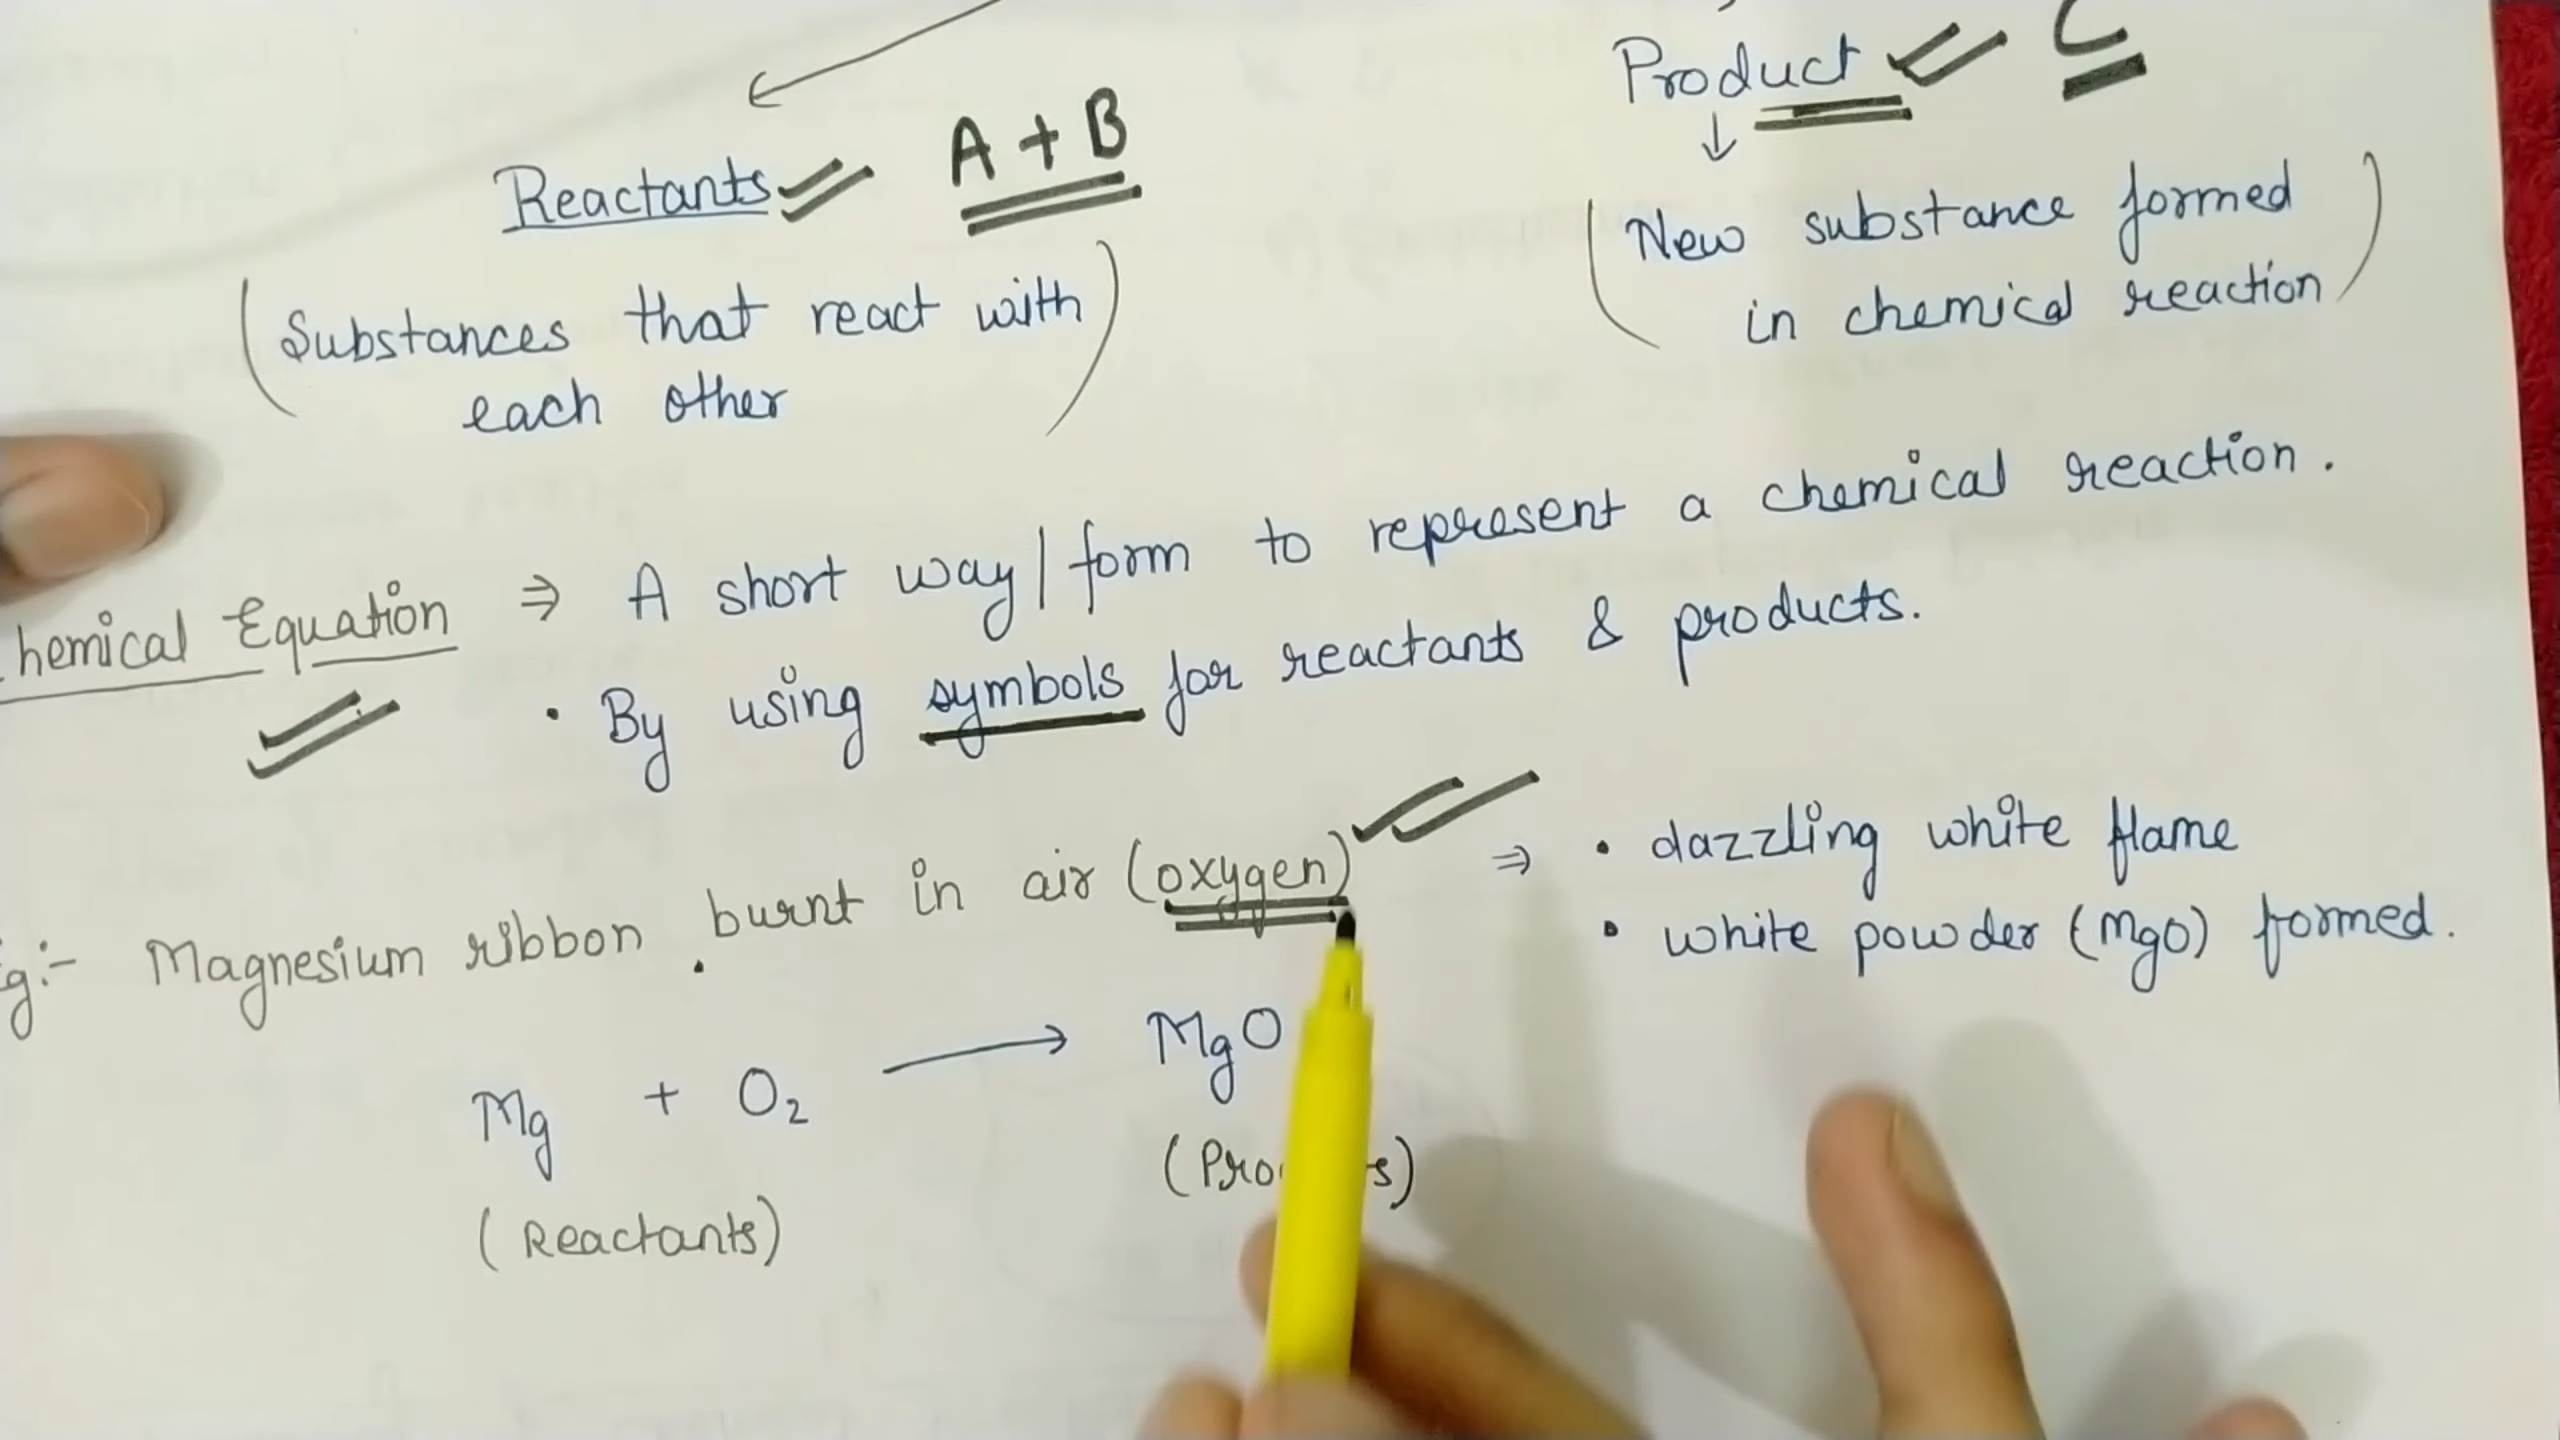 Product C
Reactants A + B
(New substance formed
in chemical reaction)
(Substances that react with
each other)
hemical Equation ⇒ A short way/form to represent a chemical reaction.
• By using symbols for reactants & products.
g:- Magnesium ribbon burnt in air (oxygen) ⇒ • dazzling white flame
• white powder (MgO) formed.
Mg + O₂ → MgO
(Reactants)